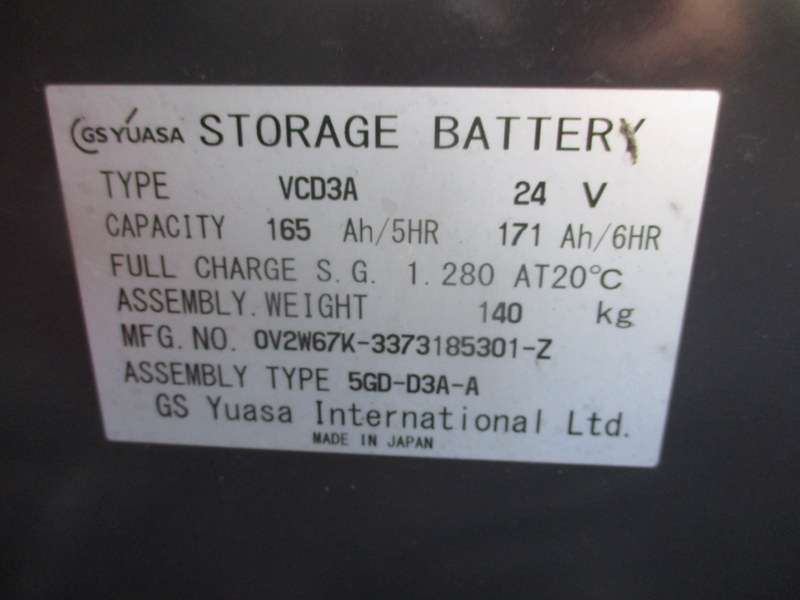 GS YUASA STORAGE BATTERY
TYPE VCD3A 24 V
CAPACITY 165 Ah/5HR 171 Ah/6HR
FULL CHARGE S.G. 1.280 AT20℃
ASSEMBLY.WEIGHT 140 kg
MFG.NO. OV2W67K-3373185301-Z
ASSEMBLY TYPE 5GD-D3A-A
GS Yuasa International Ltd.
MADE IN JAPAN